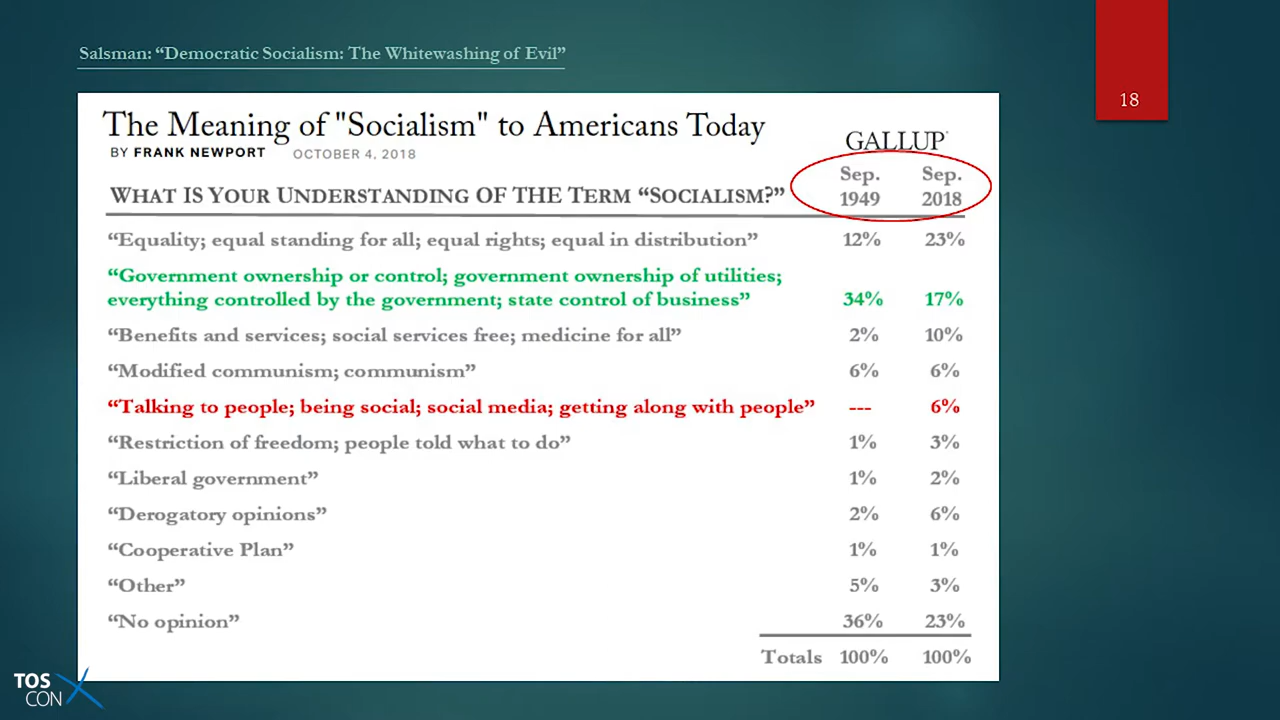 Salsman: “Democratic Socialism: The Whitewashing of Evil”
18
The Meaning of "Socialism" to Americans Today
BY FRANK NEWPORT OCTOBER 4, 2018
GALLUP
WHAT IS YOUR UNDERSTANDING OF THE TERM “SOCIALISM?”
Sep. 1949
Sep. 2018
“Equality; equal standing for all; equal rights; equal in distribution” 12% 23%
“Government ownership or control; government ownership of utilities;
everything controlled by the government; state control of business” 34% 17%
“Benefits and services; social services free; medicine for all” 2% 10%
“Modified communism; communism” 6% 6%
“Talking to people; being social; social media; getting along with people” --- 6%
“Restriction of freedom; people told what to do” 1% 3%
“Liberal government” 1% 2%
“Derogatory opinions” 2% 6%
“Cooperative Plan” 1% 1%
“Other” 5% 3%
“No opinion” 36% 23%
Totals 100% 100%
TOS
CON